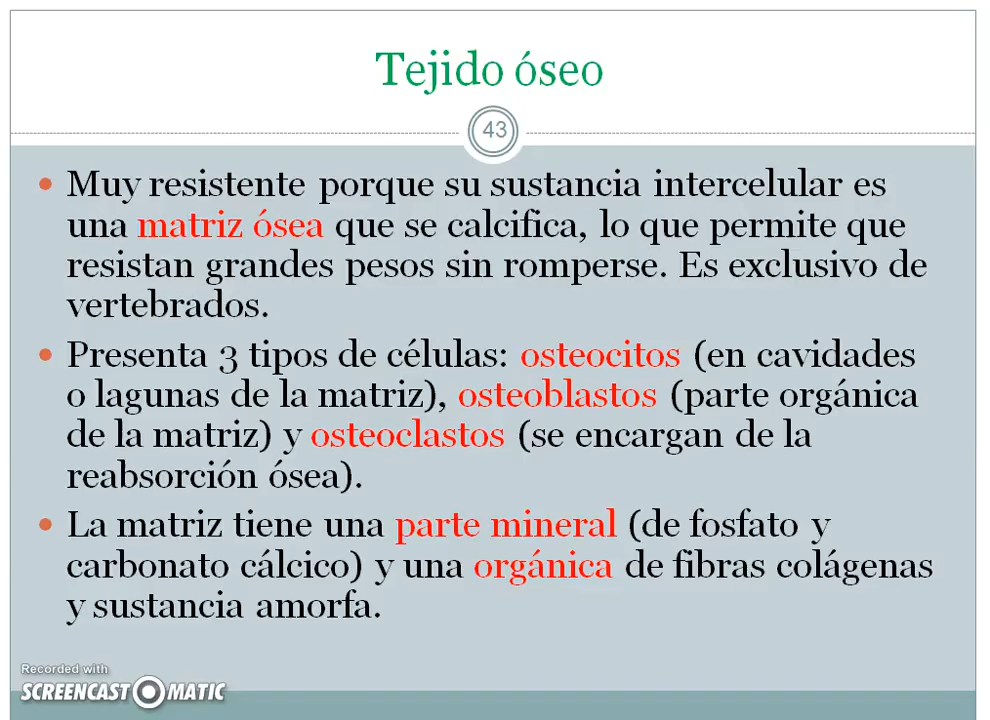 Tejido óseo
43
• Muy resistente porque su sustancia intercelular es
una matriz ósea que se calcifica, lo que permite que
resistan grandes pesos sin romperse. Es exclusivo de
vertebrados.
• Presenta 3 tipos de células: osteocitos (en cavidades
o lagunas de la matriz), osteoblastos (parte orgánica
de la matriz) y osteoclastos (se encargan de la
reabsorción ósea).
• La matriz tiene una parte mineral (de fosfato y
carbonato cálcico) y una orgánica de fibras colágenas
y sustancia amorfa.
Recorded with
SCREENCAST MATIC